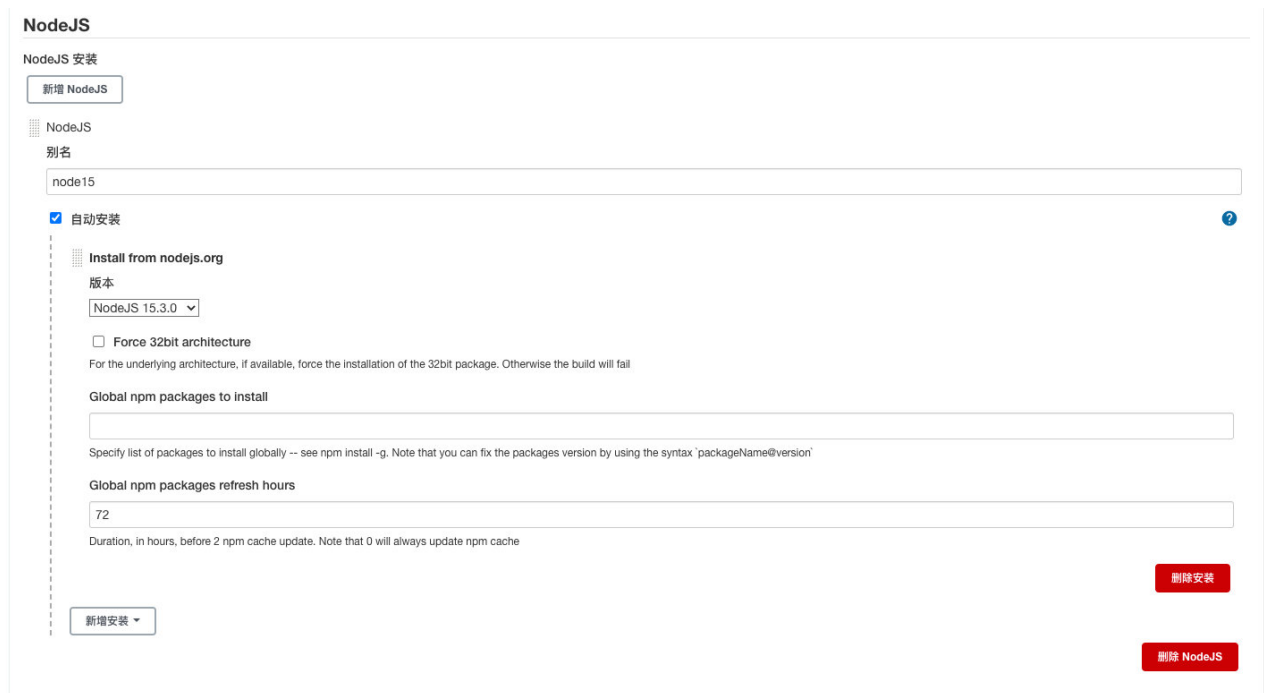 NodeJS
NodeJS 安装
新增 NodeJS
NodeJS
别名
node15
自动安装
?
Install from nodejs.org
版本
NodeJS 15.3.0
Force 32bit architecture
For the underlying architecture, if available, force the installation of the 32bit package. Otherwise the build will fail
Global npm packages to install
Specify list of packages to install globally -- see npm install -g. Note that you can fix the packages version by using the syntax `packageName@version`
Global npm packages refresh hours
72
Duration, in hours, before 2 npm cache update. Note that 0 will always update npm cache
删除安装
新增安装
删除 NodeJS